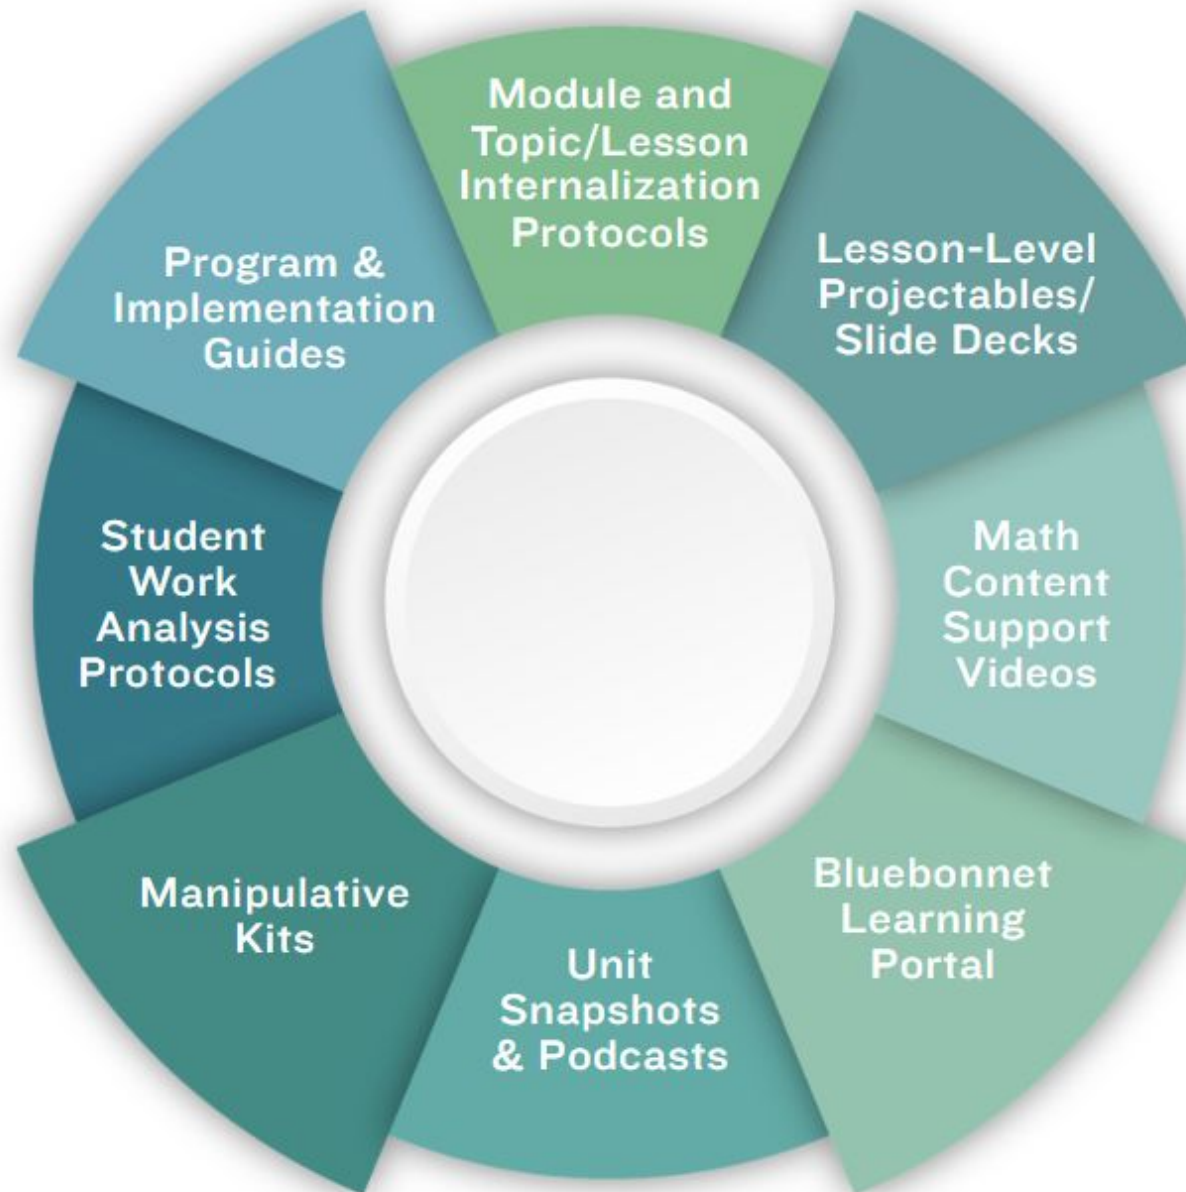 Module and
Topic/Lesson
Internalization
Protocols
Lesson-Level
Projectables/
Slide Decks
Math
Content
Support
Videos
Bluebonnet
Learning
Portal
Unit
Snapshots
& Podcasts
Manipulative
Kits
Student
Work
Analysis
Protocols
Program &
Implementation
Guides